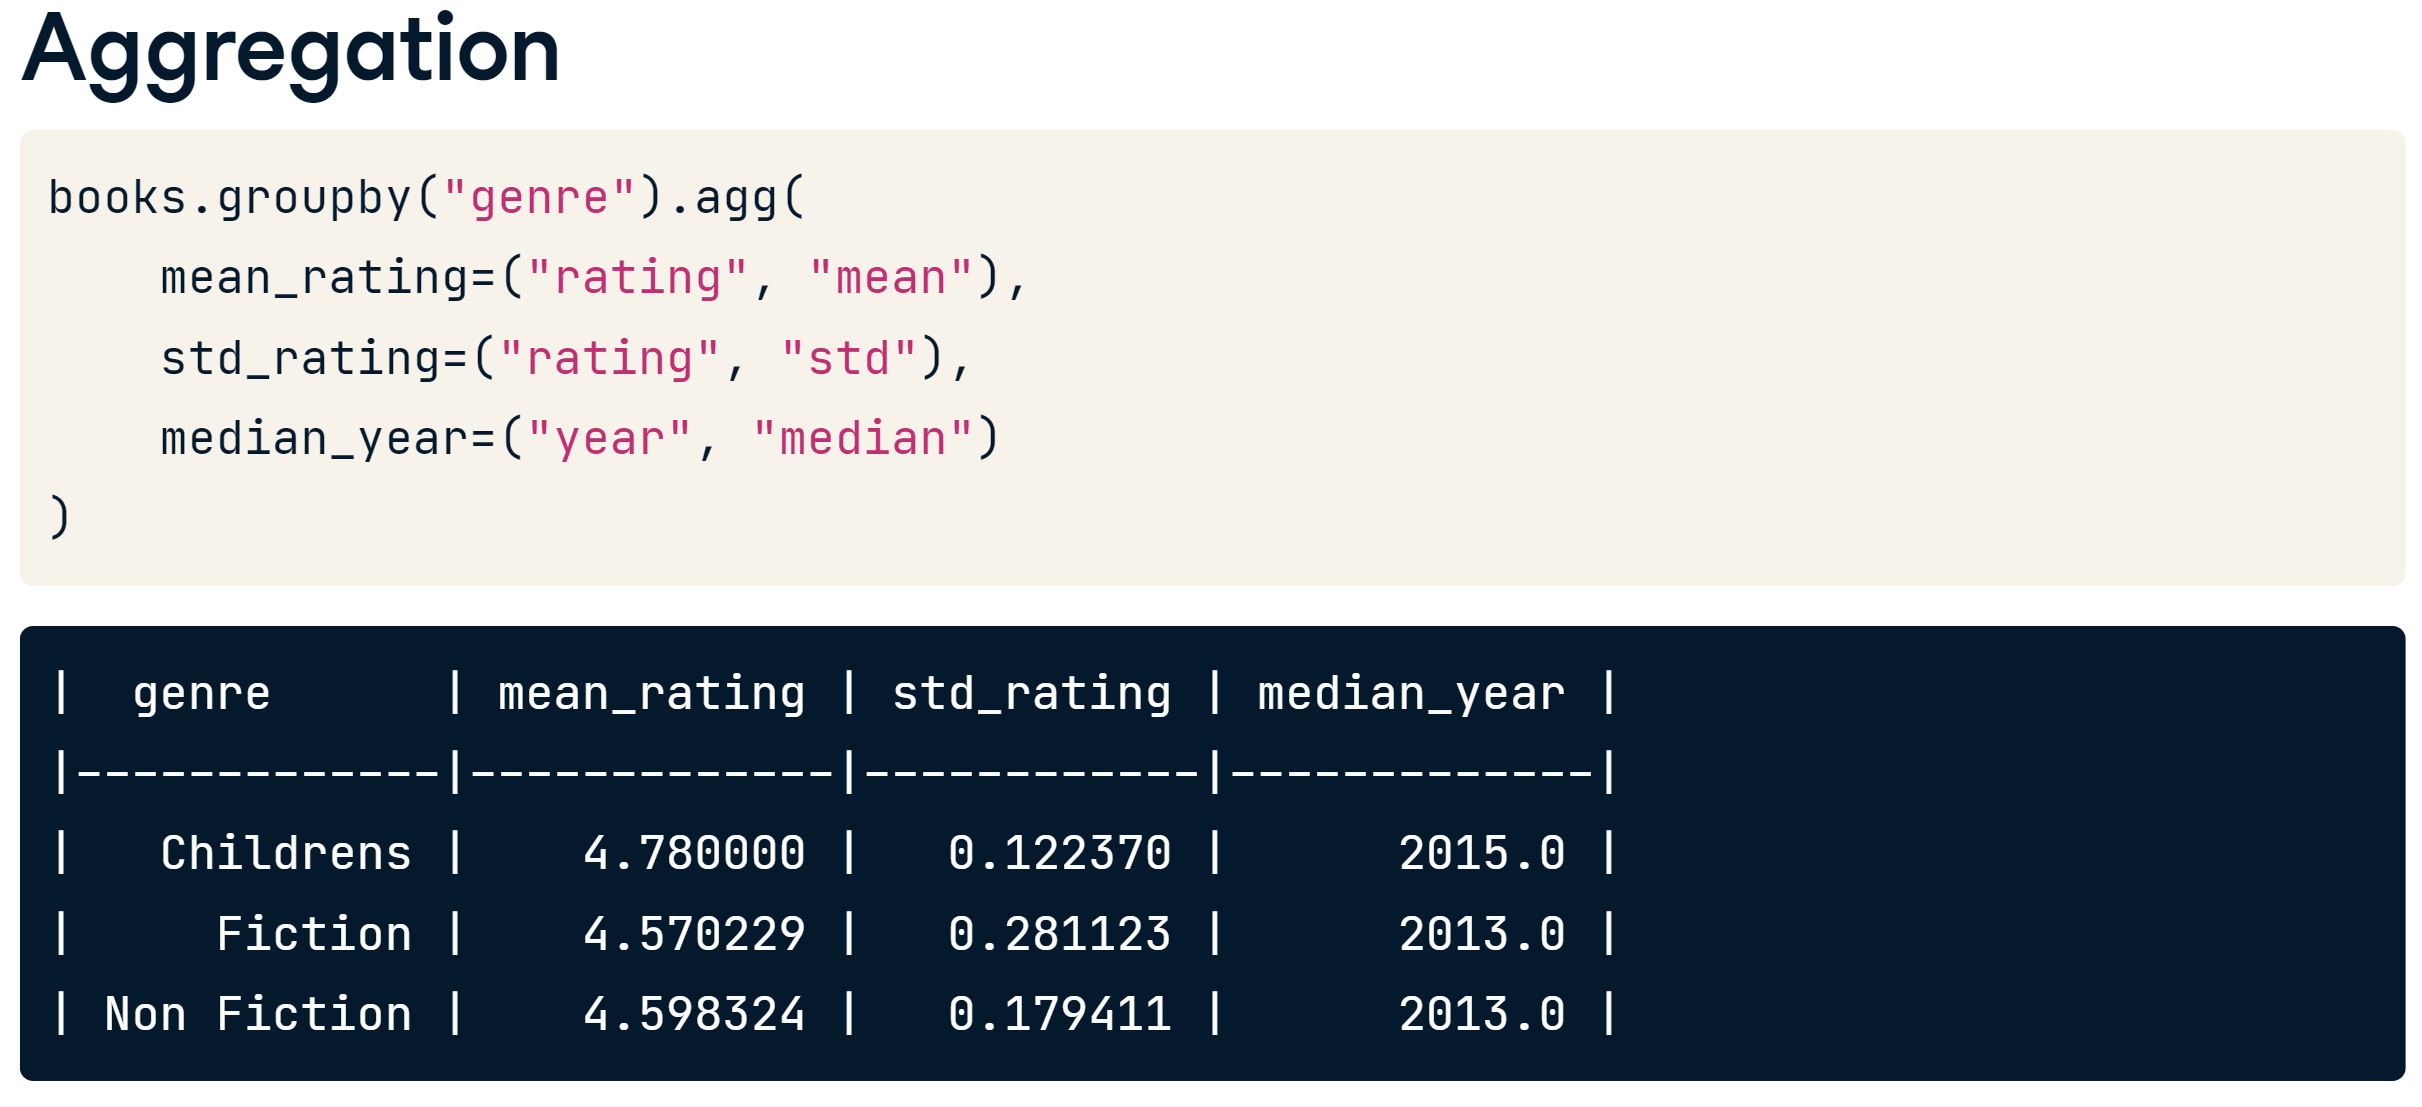 Aggregation
books.groupby("genre").agg(
    mean_rating=("rating", "mean"),
    std_rating=("rating", "std"),
    median_year=("year", "median")
)
|  genre      | mean_rating | std_rating | median_year |
|-------------|-------------|------------|-------------|
|   Childrens |    4.780000 |   0.122370 |      2015.0 |
|     Fiction |    4.570229 |   0.281123 |      2013.0 |
| Non Fiction |    4.598324 |   0.179411 |      2013.0 |